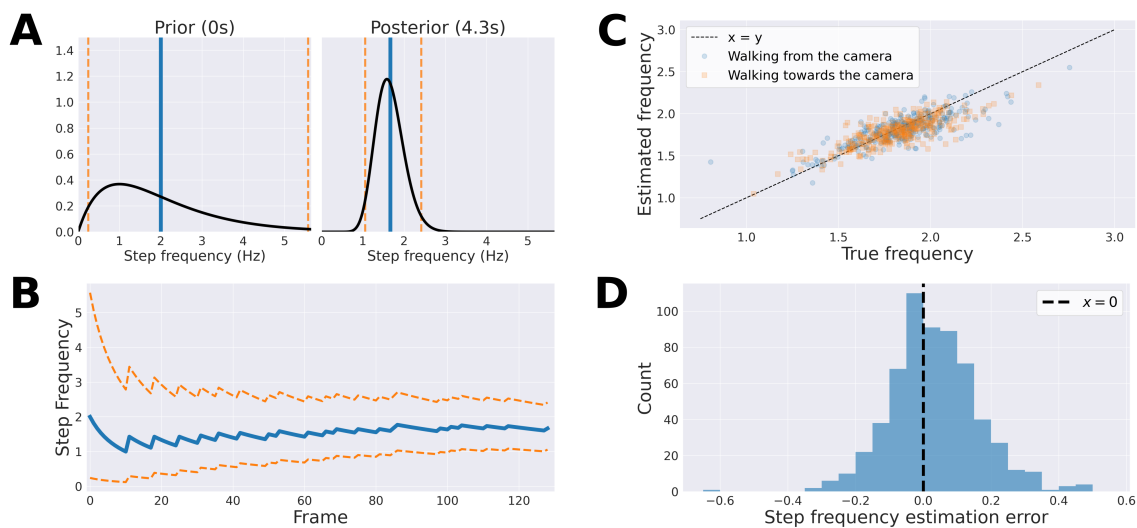 A
Prior (0s)
Posterior (4.3s)
1.4
1.2
1.0
0.8
0.6
0.4
0.2
0.0
0 1 2 3 4 5
0 1 2 3 4 5
Step frequency (Hz)
Step frequency (Hz)
B
Step Frequency
5
4
3
2
1
0
0 20 40 60 80 100 120
Frame
C
Estimated frequency
3.0
2.5
2.0
1.5
1.0
x = y
Walking from the camera
Walking towards the camera
1.0 1.5 2.0 2.5 3.0
True frequency
D
Count
100
80
60
40
20
0
x = 0
−0.6 −0.4 −0.2 0.0 0.2 0.4 0.6
Step frequency estimation error